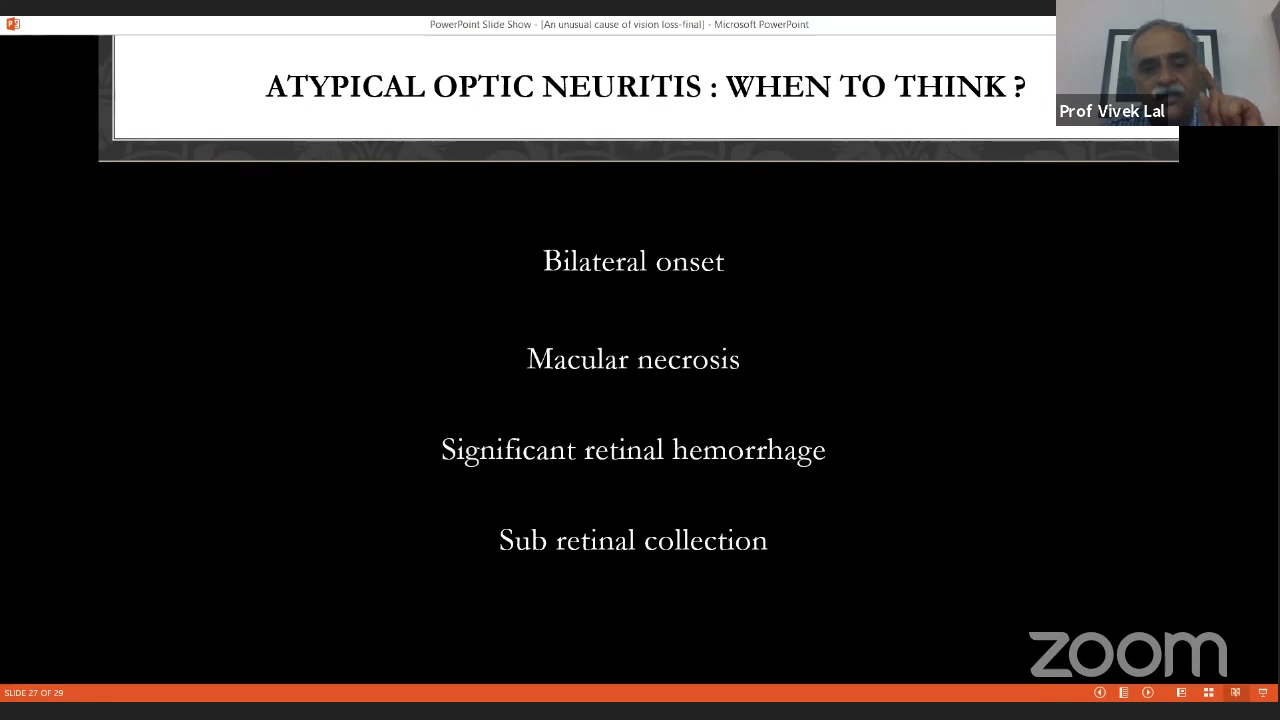 PowerPoint Slide Show - [An unusual cause of vision loss-final] - Microsoft PowerPoint
ATYPICAL OPTIC NEURITIS : WHEN TO THINK ?
Prof Vivek Lal
Bilateral onset
Macular necrosis
Significant retinal hemorrhage
Sub retinal collection
zoom
SLIDE 27 OF 29